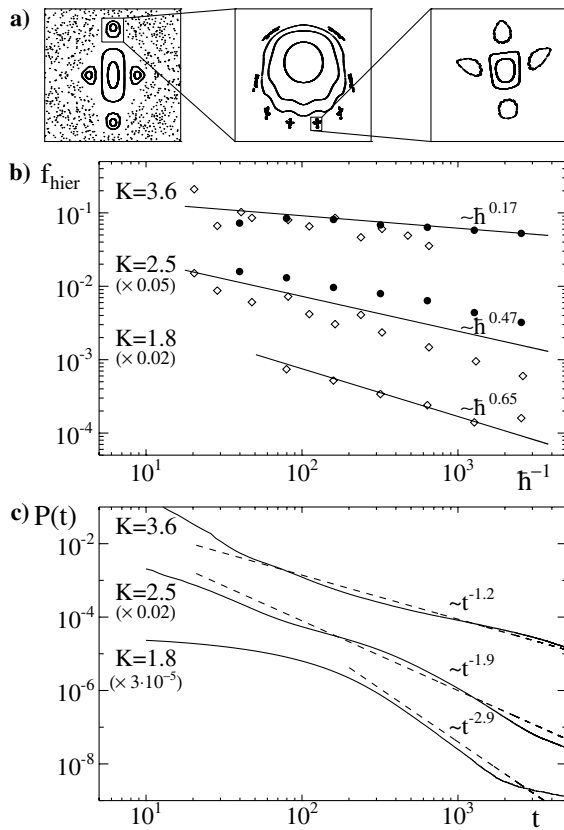 a)
b) f_hier
K=3.6
10^-1
~ħ^0.17
K=2.5
(×0.05)
10^-2
~ħ^0.47
K=1.8
(×0.02)
10^-3
~ħ^0.65
10^-4
10^1 10^2 10^3 ħ^-1
c) P(t)
K=3.6
10^-2
K=2.5
(×0.02)
~t^-1.2
10^-4
K=1.8
(×3·10^-5)
~t^-1.9
10^-6
~t^-2.9
10^-8
10^1 10^2 10^3 t